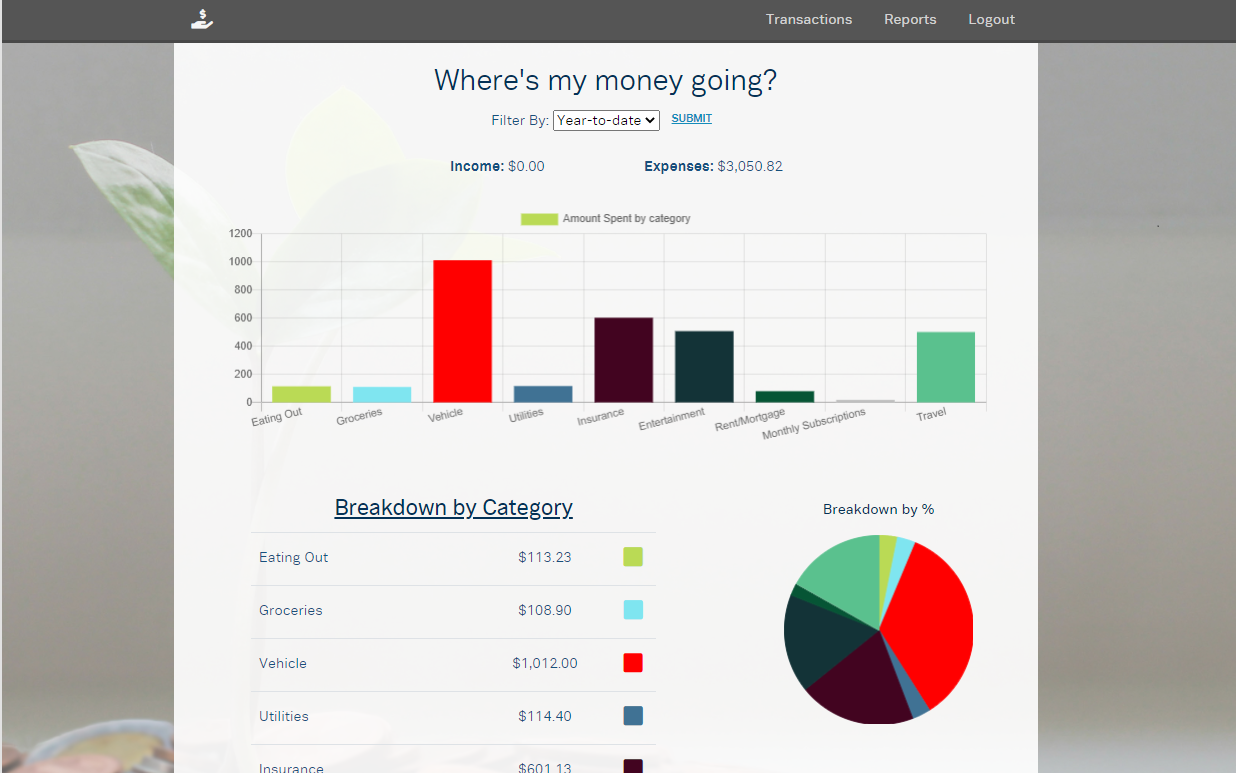 $
Transactions Reports Logout
Where's my money going?
Filter By: Year-to-date SUBMIT
Income: $0.00 Expenses: $3,050.82
Amount Spent by category
1200
1000
800
600
400
200
0
Eating Out Groceries Vehicle Utilities Insurance Entertainment Rent/Mortgage Monthly Subscriptions Travel
Breakdown by Category
Eating Out $113.23
Groceries $108.90
Vehicle $1,012.00
Utilities $114.40
Insurance $601.13
Breakdown by %